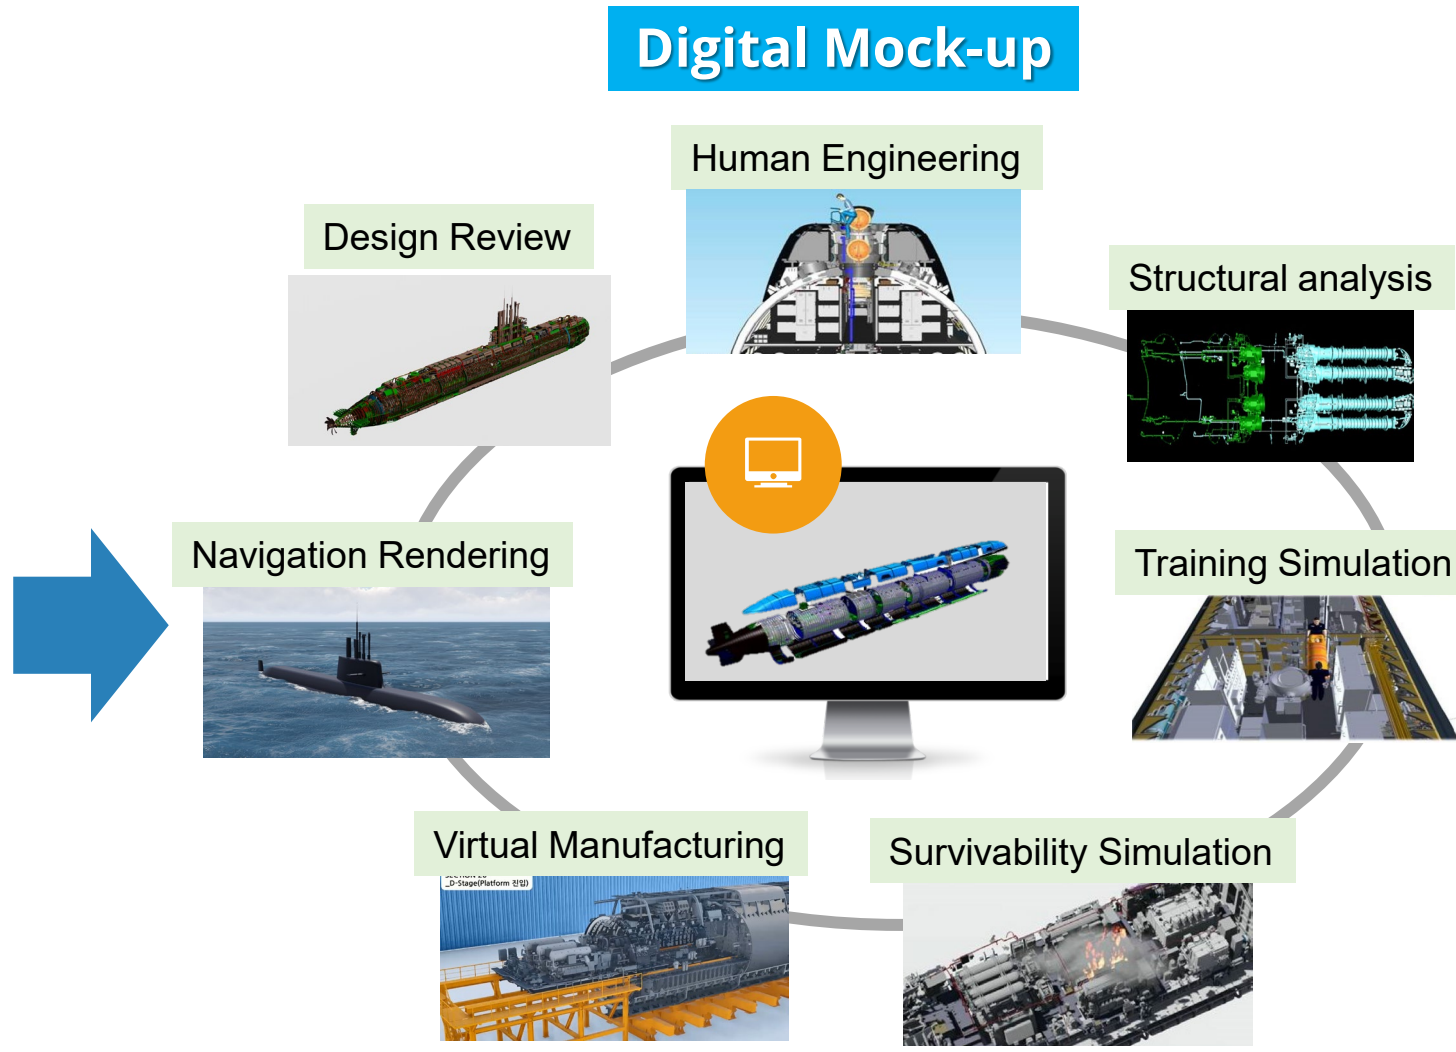 Digital Mock-up
Human Engineering
Design Review
Structural analysis
Navigation Rendering
Training Simulation
Virtual Manufacturing
Survivability Simulation
_D-Stage(Platform 진입)